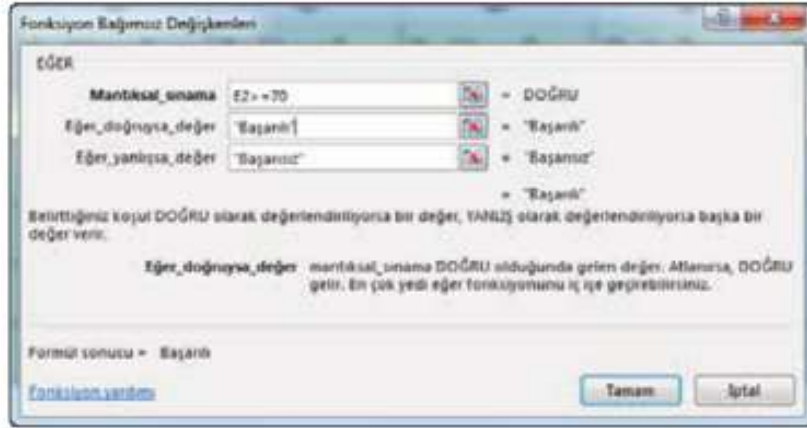 Fonksiyon Bağımsız Değişkenleri
EĞER
Mantıksal_sınama E2>=70 = DOĞRU
Eğer_doğruysa_değer "Başarılı" = "Başarılı"
Eğer_yanlışsa_değer "Başarısız" = "Başarısız"
= "Başarılı"
Belirttiğiniz koşul DOĞRU olarak değerlendiriliyorsa bir değer, YANLIŞ olarak değerlendiriliyorsa başka bir
değer verir.
Eğer_doğruysa_değer mantıksal_sınama DOĞRU olduğunda gelen değer. Atlanırsa, DOĞRU
gelir. En çok yedi eğer fonksiyonunu iç içe geçirebilirsiniz.
Formül sonucu = Başarılı
Fonksiyon yardımı Tamam İptal